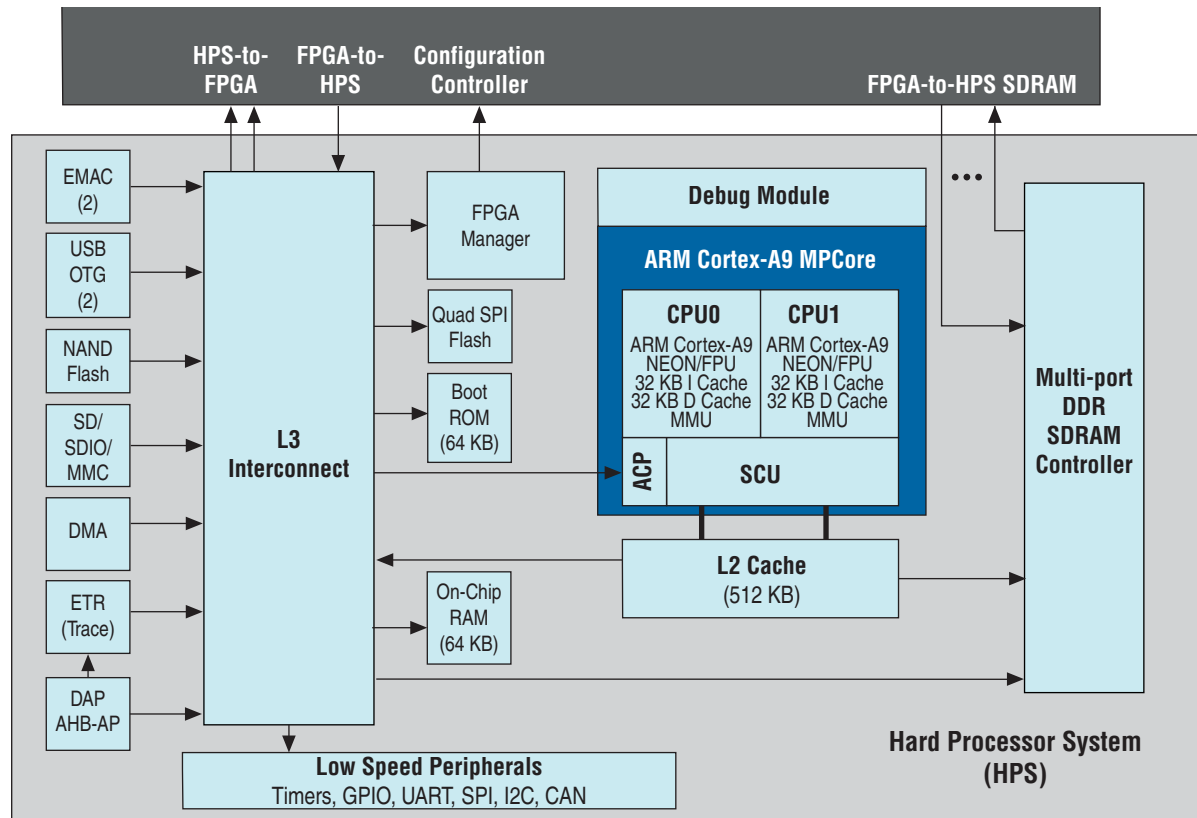 HPS-to-
FPGA
FPGA-to-
HPS
Configuration
Controller
FPGA-to-HPS SDRAM
EMAC
(2)
USB
OTG
(2)
NAND
Flash
SD/
SDIO/
MMC
DMA
ETR
(Trace)
DAP
AHB-AP
L3
Interconnect
FPGA
Manager
Quad SPI
Flash
Boot
ROM
(64 KB)
On-Chip
RAM
(64 KB)
Debug Module
ARM Cortex-A9 MPCore
CPU0
ARM Cortex-A9
NEON/FPU
32 KB I Cache
32 KB D Cache
MMU
CPU1
ARM Cortex-A9
NEON/FPU
32 KB I Cache
32 KB D Cache
MMU
ACP
SCU
L2 Cache
(512 KB)
•••
Multi-port
DDR
SDRAM
Controller
Low Speed Peripherals
Timers, GPIO, UART, SPI, I2C, CAN
Hard Processor System
(HPS)